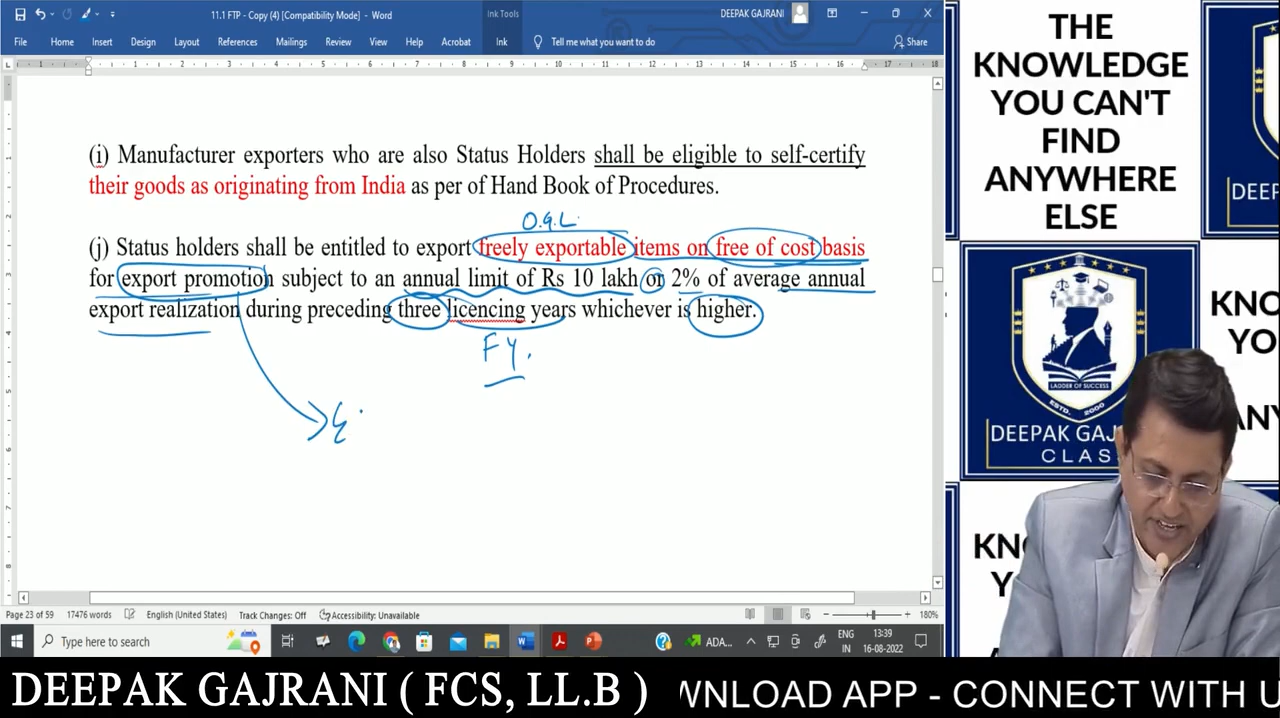 11.1 FTP - Copy (4) [Compatibility Mode] - Word
Ink Tools
DEEPAK GAJRANI
File Home Insert Design Layout References Mailings Review View Help Acrobat Ink Tell me what you want to do Share
(i) Manufacturer exporters who are also Status Holders shall be eligible to self-certify
their goods as originating from India as per of Hand Book of Procedures.
O.G.L
(j) Status holders shall be entitled to export freely exportable items on free of cost basis
for export promotion subject to an annual limit of Rs 10 lakh or 2% of average annual
export realization during preceding three licencing years whichever is higher.
F Y.
Page 23 of 59 17476 words English (United States) Track Changes: Off Accessibility: Unavailable 180%
Type here to search
ADA...
ENG
IN
13:39
16-08-2022
THE
KNOWLEDGE
YOU CAN'T
FIND
ANYWHERE
ELSE
DEEP
LADDER OF SUCCESS
ESTD. 2000
DEEPAK GAJ
CLASS
KNO
YO
ANY
KN
DEEPAK GAJRANI ( FCS, LL.B )
WNLOAD APP - CONNECT WITH U